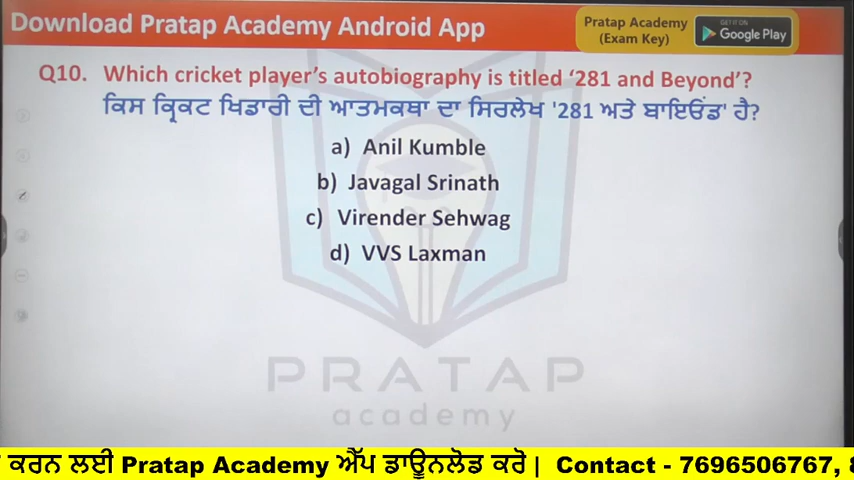 Download Pratap Academy Android App
Pratap Academy
(Exam Key)
GET IT ON
Google Play
Q10. Which cricket player's autobiography is titled '281 and Beyond'?
ਕਿਸ ਕ੍ਰਿਕਟ ਖਿਡਾਰੀ ਦੀ ਆਤਮਕਥਾ ਦਾ ਸਿਰਲੇਖ '281 ਅਤੇ ਬਾਇਓਂਡ' ਹੈ?
a) Anil Kumble
b) Javagal Srinath
c) Virender Sehwag
d) VVS Laxman
PRATAP
academy
ਕਰਨ ਲਈ Pratap Academy ਐੱਪ ਡਾਊਨਲੋਡ ਕਰੋ | Contact - 7696506767,